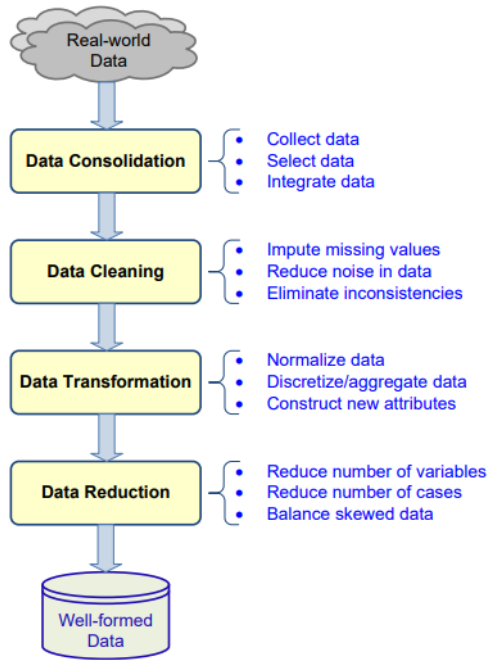 Real-world
Data
Data Consolidation
• Collect data
• Select data
• Integrate data
Data Cleaning
• Impute missing values
• Reduce noise in data
• Eliminate inconsistencies
Data Transformation
• Normalize data
• Discretize/aggregate data
• Construct new attributes
Data Reduction
• Reduce number of variables
• Reduce number of cases
• Balance skewed data
Well-formed
Data